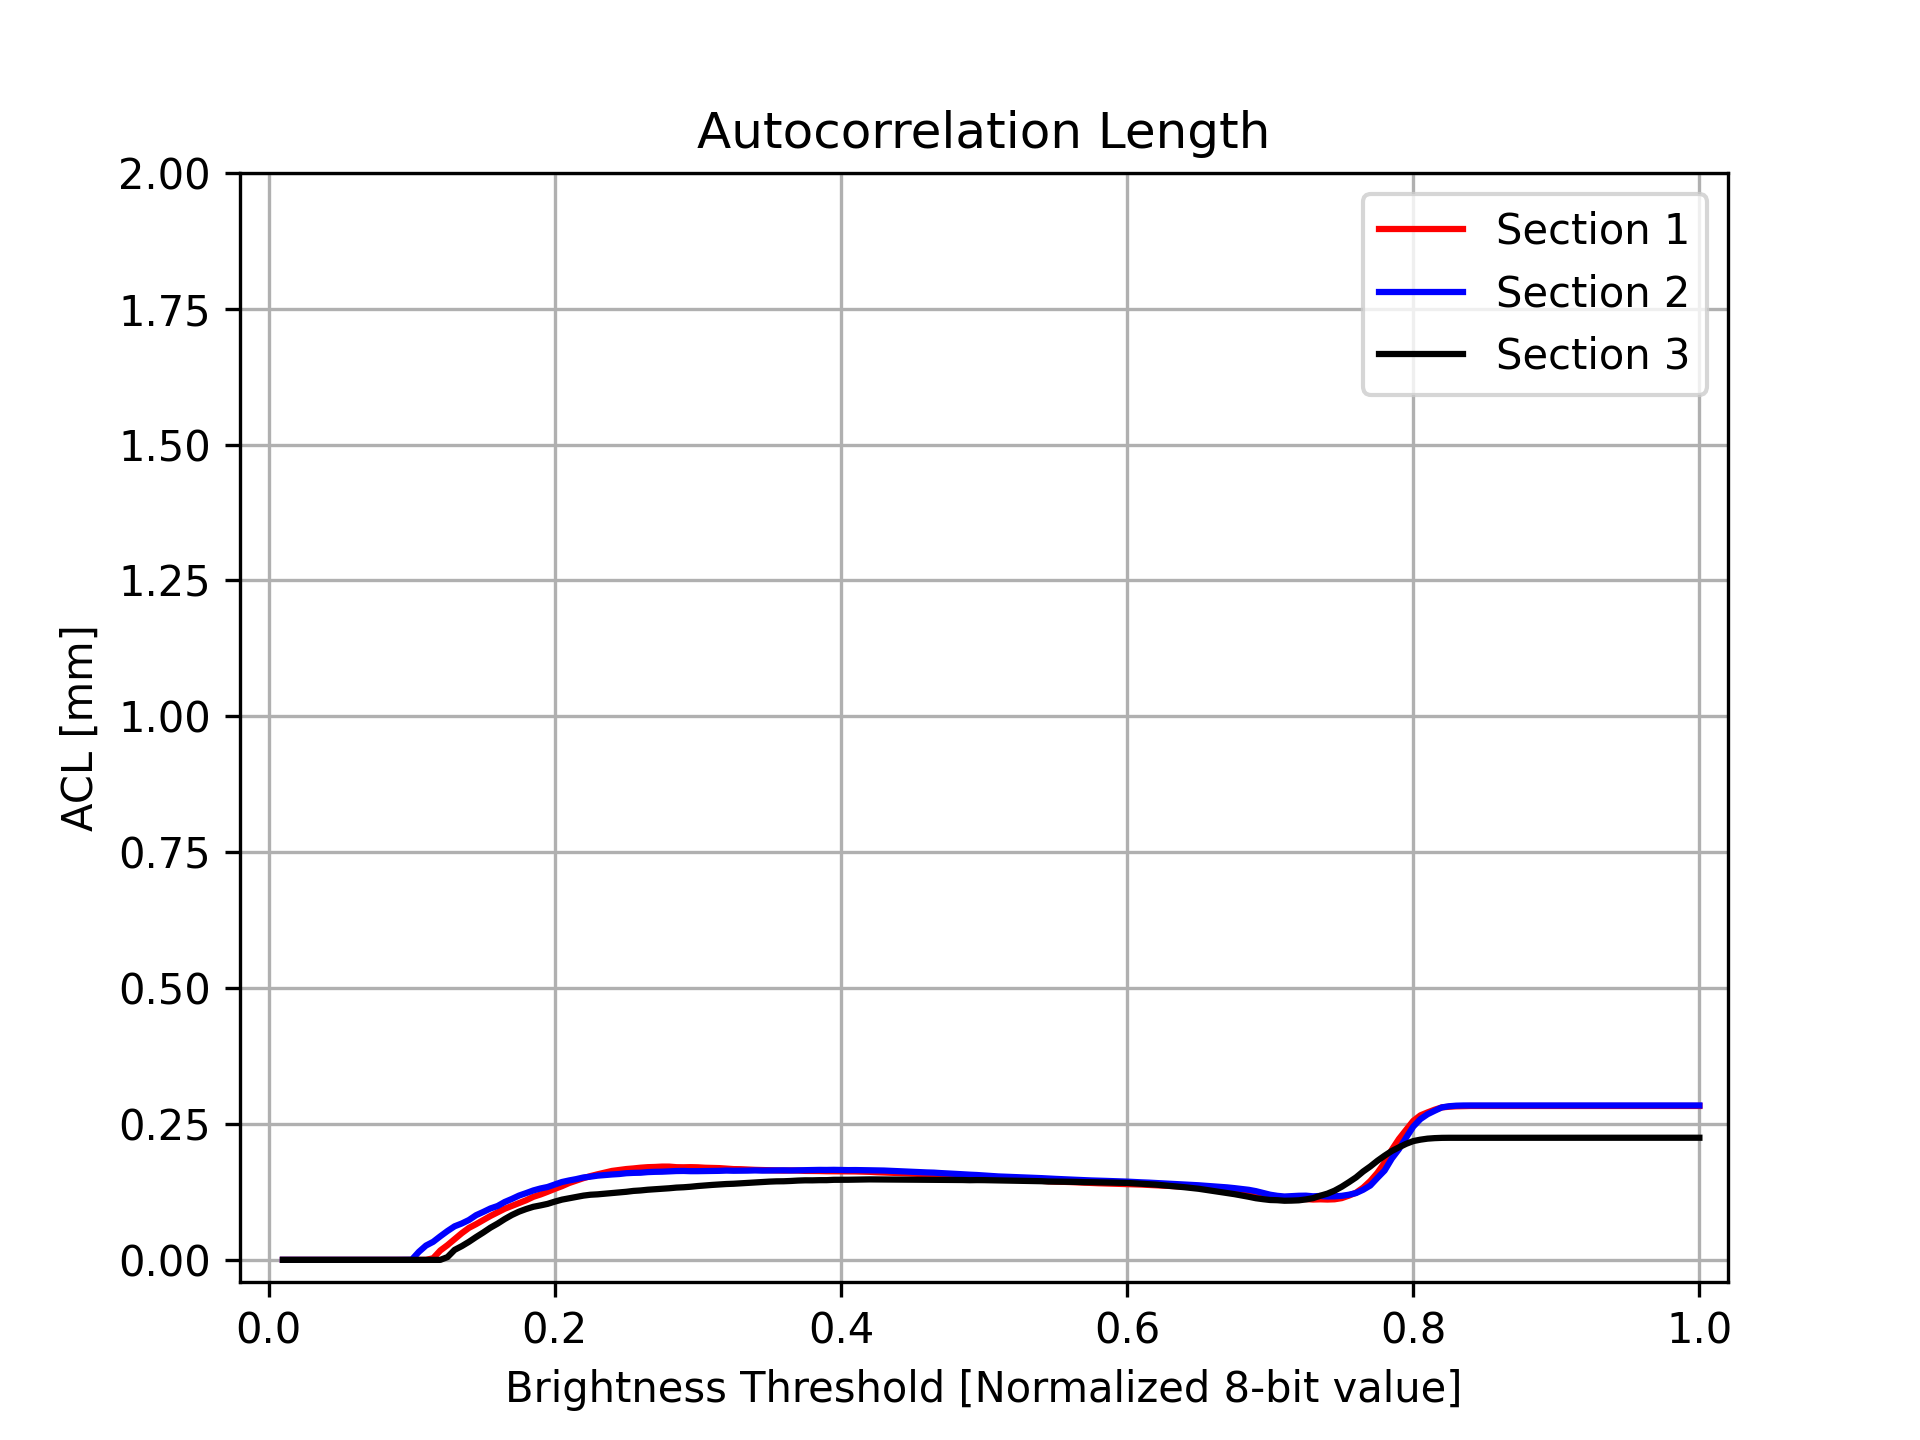 Autocorrelation Length
2.00
1.75
1.50
1.25
1.00
0.75
0.50
0.25
0.00
ACL [mm]
Section 1
Section 2
Section 3
0.0 0.2 0.4 0.6 0.8 1.0
Brightness Threshold [Normalized 8-bit value]